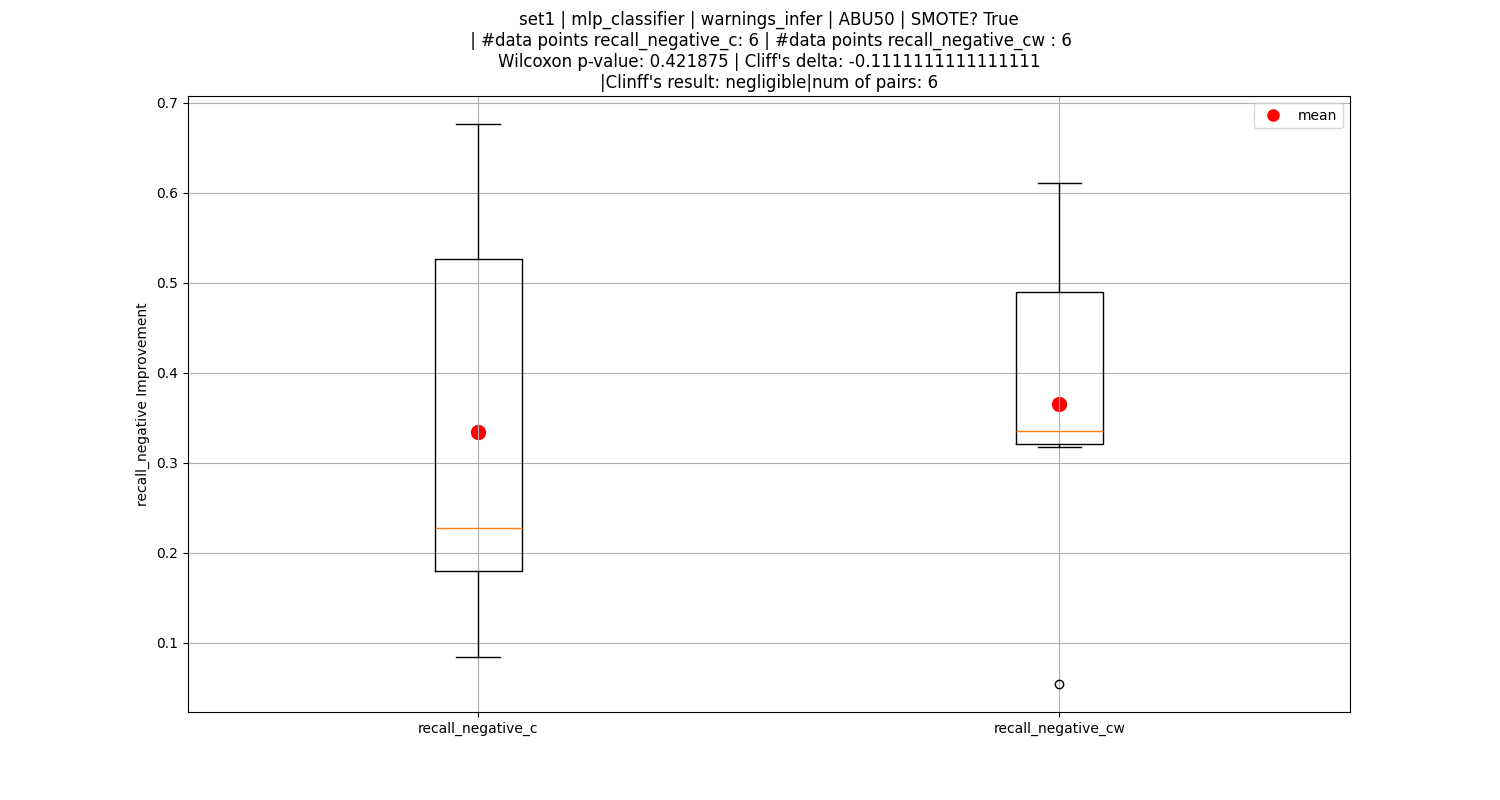 set1 | mlp_classifier | warnings_infer | ABU50 | SMOTE? True
| #data points recall_negative_c: 6 | #data points recall_negative_cw : 6
Wilcoxon p-value: 0.421875 | Cliff's delta: -0.1111111111111111
|Clinff's result: negligible|num of pairs: 6
mean
0.7
0.6
0.5
0.4
0.3
0.2
0.1
recall_negative Improvement
recall_negative_c
recall_negative_cw